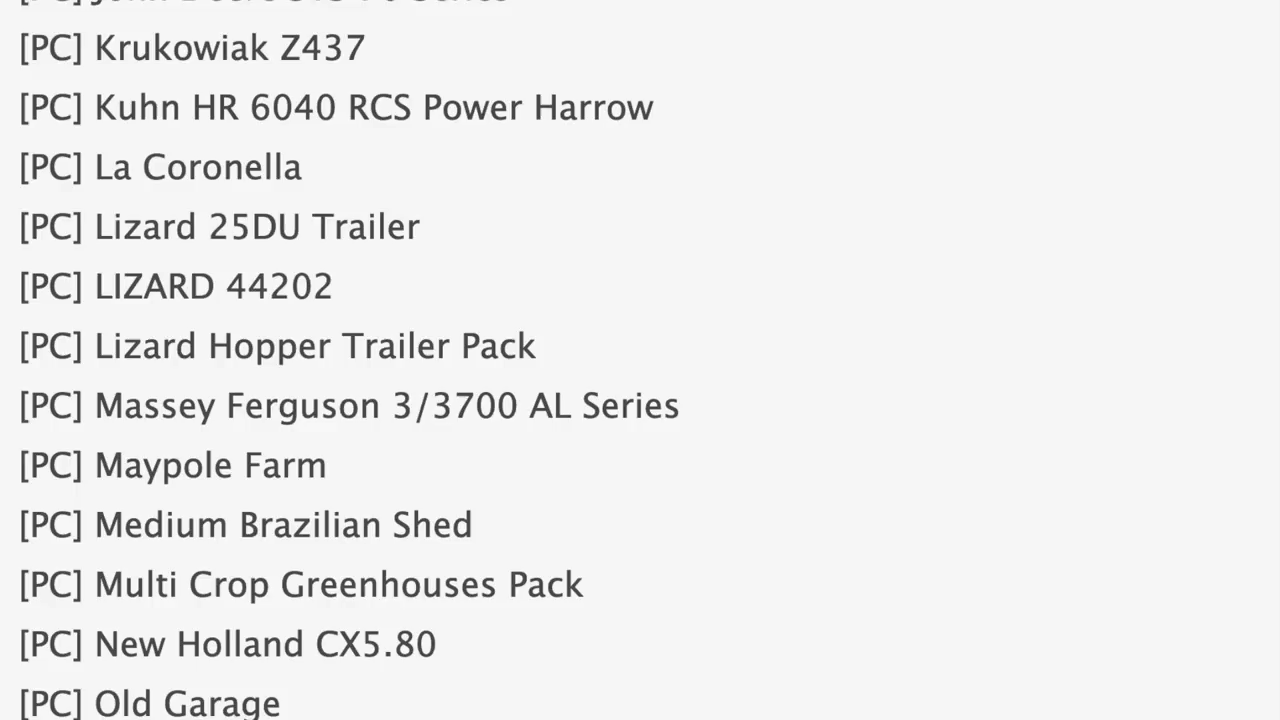 [PC] Krukowiak Z437
[PC] Kuhn HR 6040 RCS Power Harrow
[PC] La Coronella
[PC] Lizard 25DU Trailer
[PC] LIZARD 44202
[PC] Lizard Hopper Trailer Pack
[PC] Massey Ferguson 3/3700 AL Series
[PC] Maypole Farm
[PC] Medium Brazilian Shed
[PC] Multi Crop Greenhouses Pack
[PC] New Holland CX5.80
[PC] Old Garage